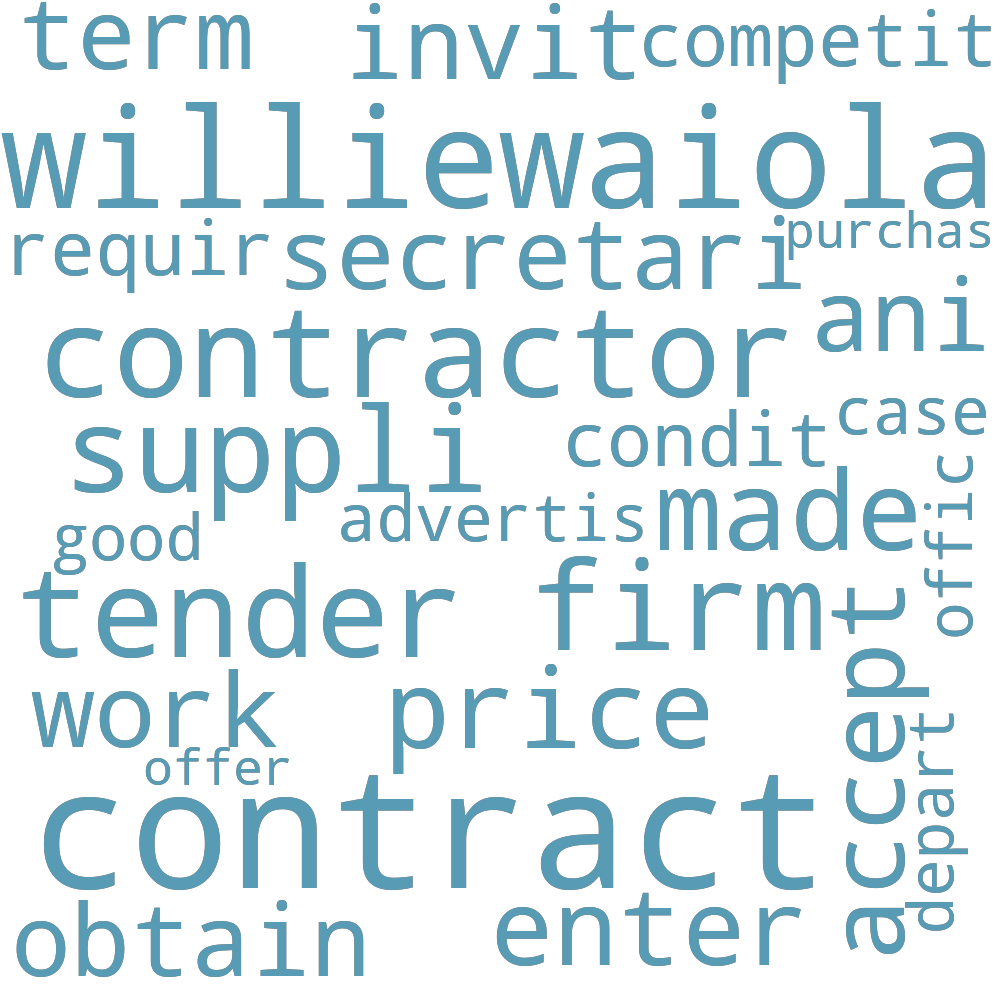 term invit competit
williewaiola
requir secretari purchas
contractor ani
suppli condit case
good advertis made offic
tender firm
work price accept
offer depart
contract
obtain enter